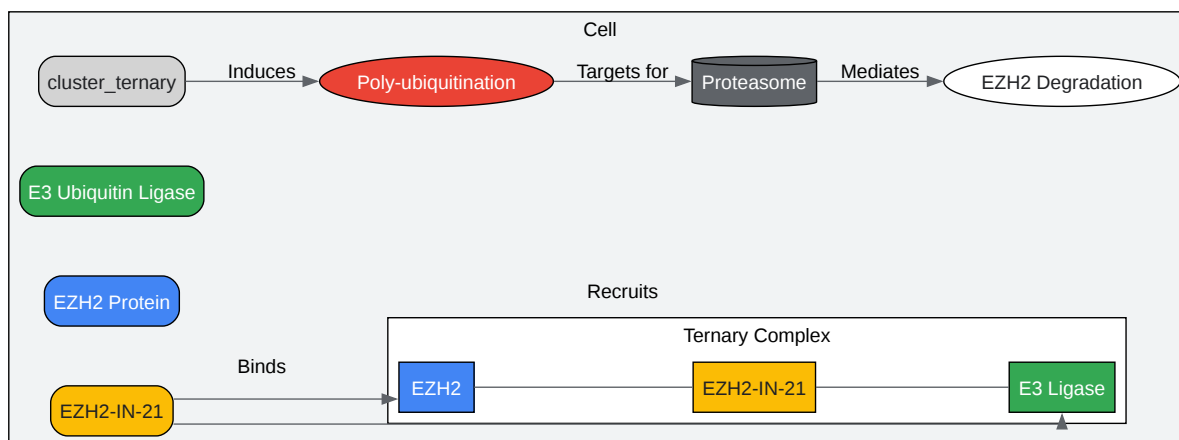 Cell
cluster_ternary
Induces
Poly-ubiquitination
Targets for
Proteasome
Mediates
EZH2 Degradation
E3 Ubiquitin Ligase
EZH2 Protein
Recruits
Ternary Complex
Binds
EZH2
EZH2-IN-21
E3 Ligase
EZH2-IN-21